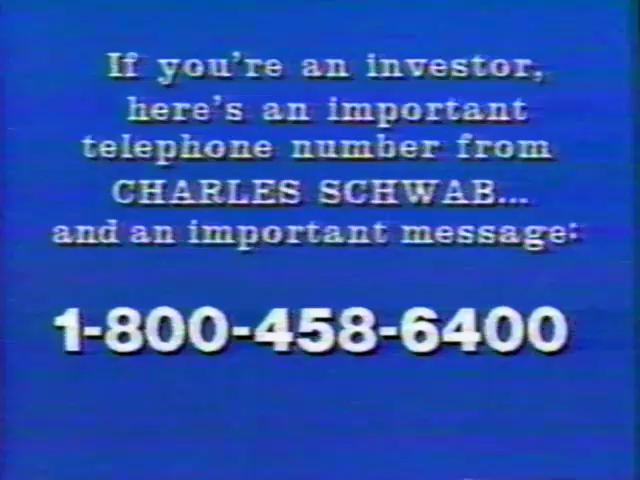 If you're an investor,
here's an important
telephone number from
CHARLES SCHWAB...
and an important message:
1-800-458-6400